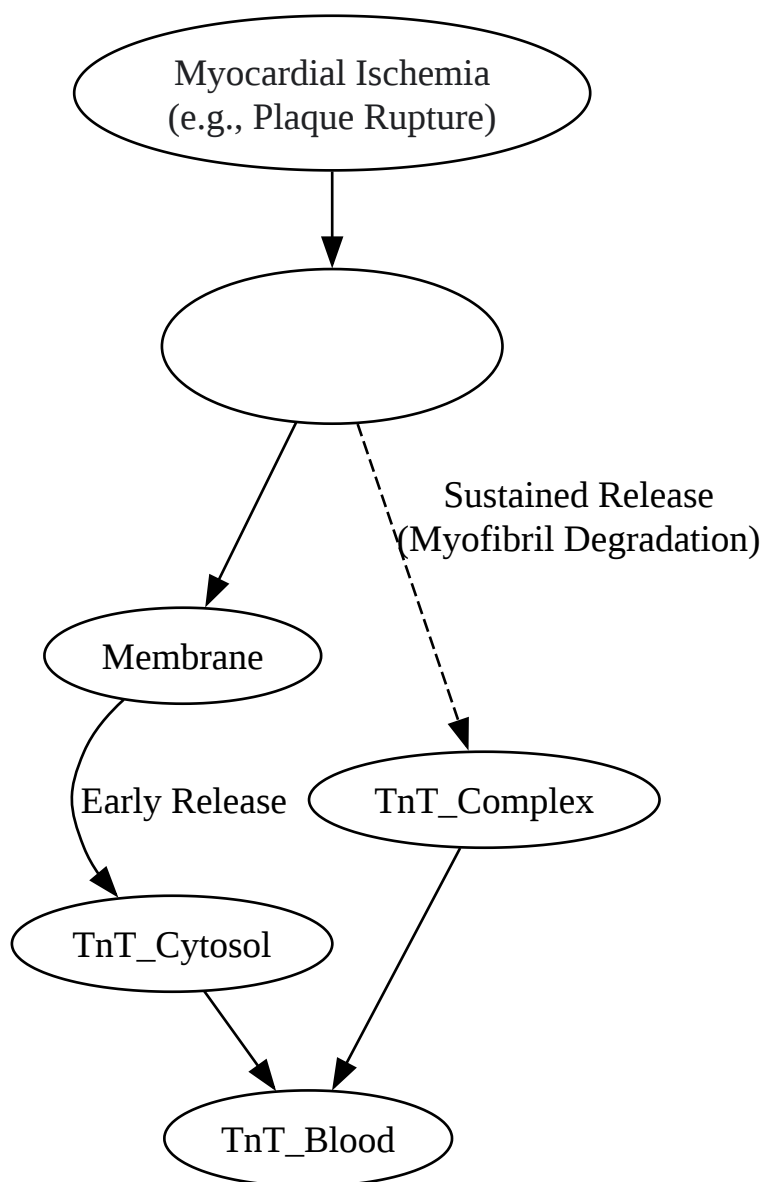 Myocardial Ischemia
(e.g., Plaque Rupture)
Sustained Release
(Myofibril Degradation)
Membrane
Early Release
TnT_Complex
TnT_Cytosol
TnT_Blood